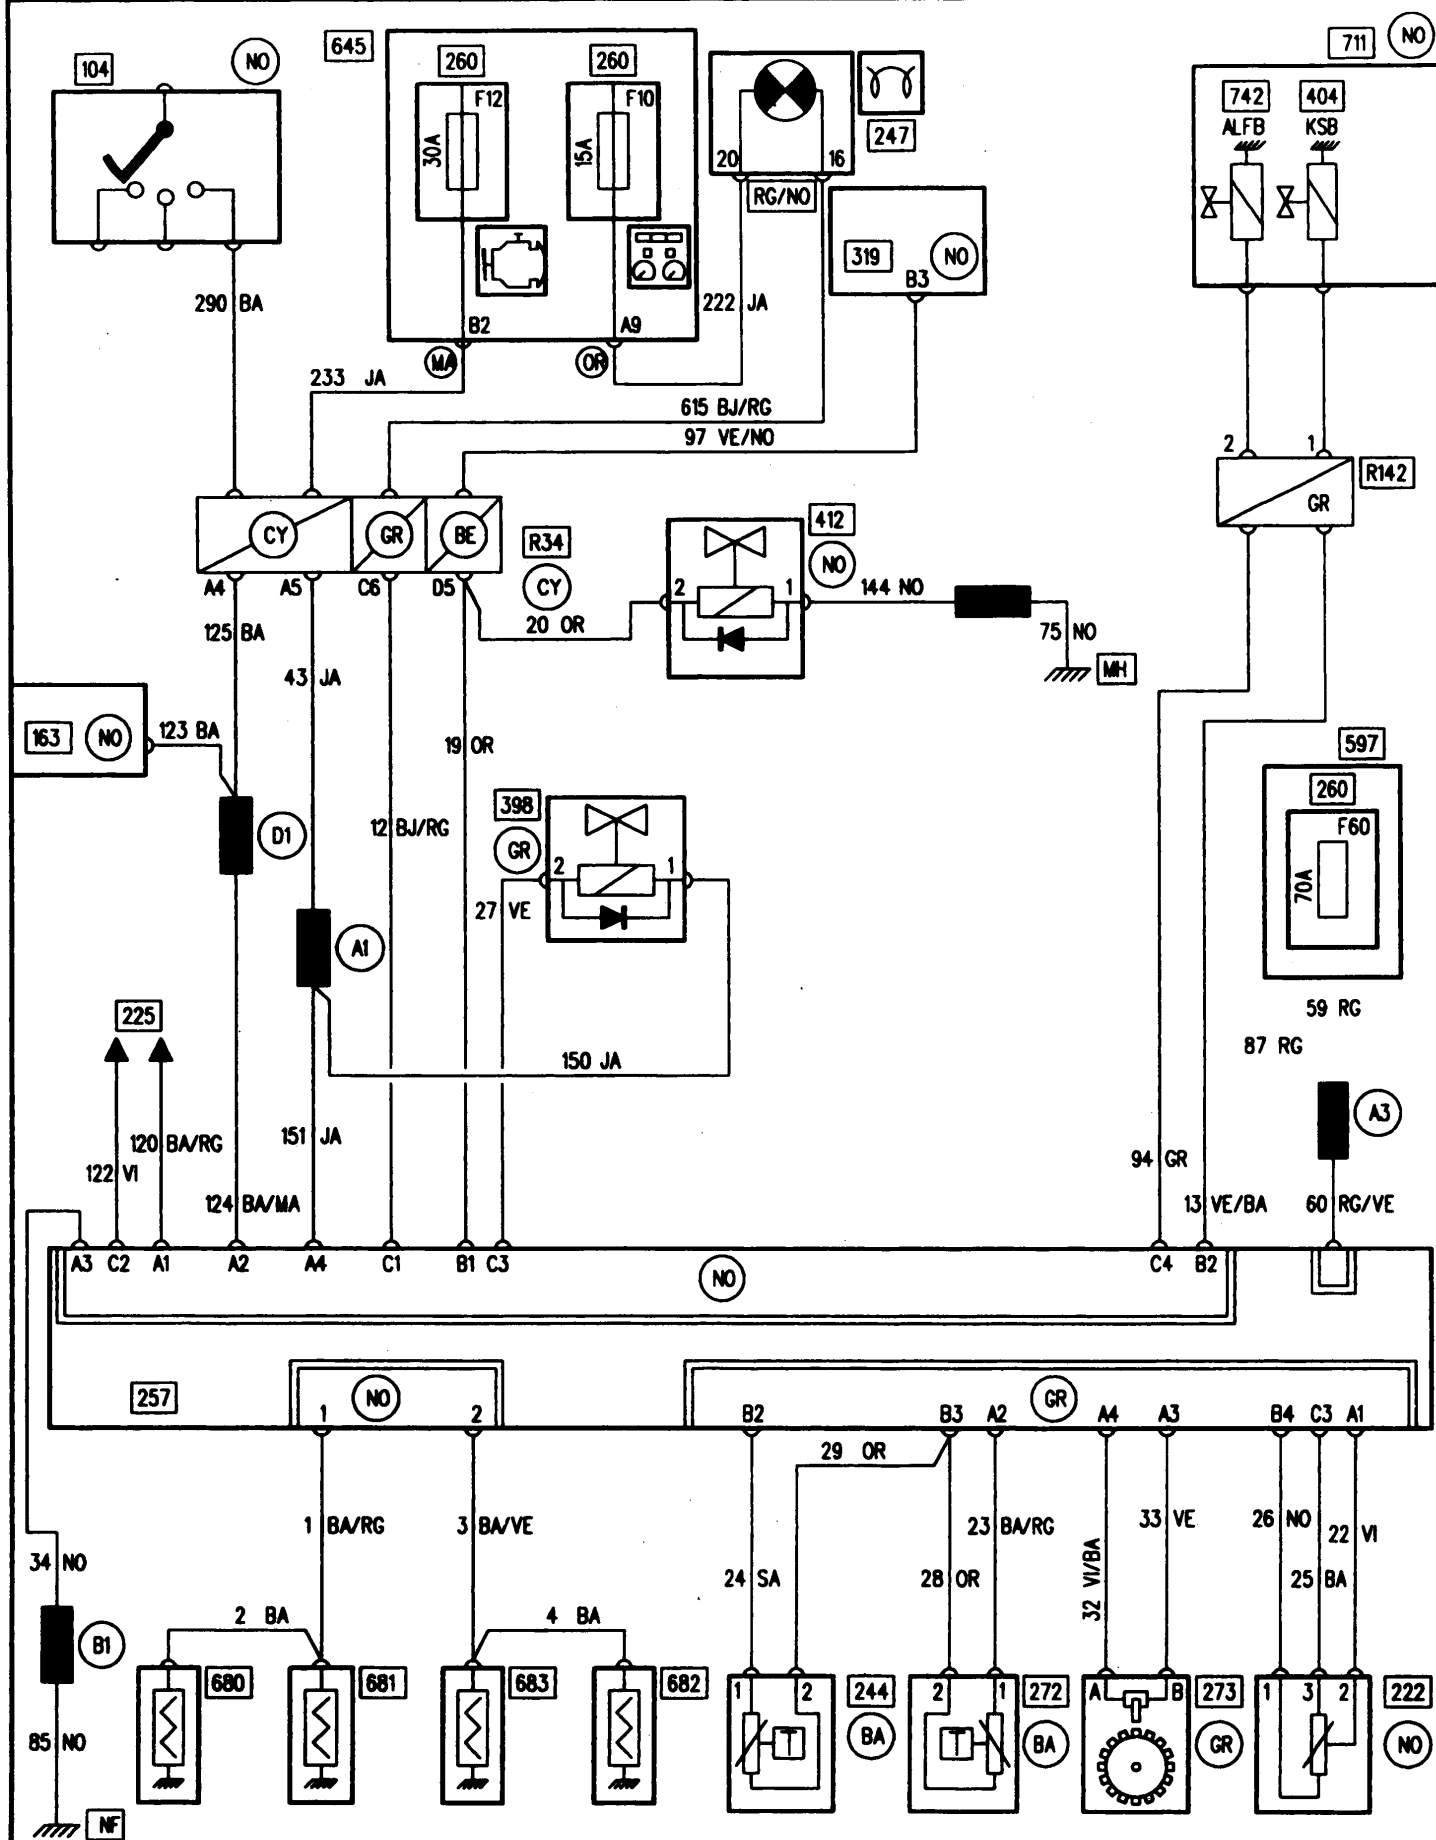 104
NO
645
260
F12
30A
260
F10
15A
20
16
RG/NO
247
711
NO
742
ALFB
404
KSB
319
NO
B3
290 BA
B2
MA
A9
OR
222 JA
233 JA
615 BJ/RG
97 VE/NO
2
1
R142
GR
CY
GR
BE
R34
CY
A4
A5
C6
D5
412
NO
2
1
144 NO
20 OR
75 NO
MH
125 BA
43 JA
163
NO
123 BA
19 OR
597
260
F60
70A
398
GR
2
1
D1
12 BJ/RG
27 VE
A1
59 RG
87 RG
225
150 JA
A3
120 BA/RG
151 JA
122 VI
94 GR
124 BA/MA
13 VE/BA
60 RG/VE
A3
C2
A1
A2
A4
C1
B1
C3
NO
C4
B2
257
1
NO
2
GR
B2
B3
A2
A4
A3
B4
C3
A1
29 OR
1 BA/RG
3 BA/VE
23 BA/RG
33 VE
26 NO
22 VI
34 NO
24 SA
28 OR
32 VI/BA
25 BA
2 BA
4 BA
B1
680
681
683
682
1
2
244
BA
2
1
272
BA
A
B
273
GR
1
3
2
222
NO
85 NO
NF